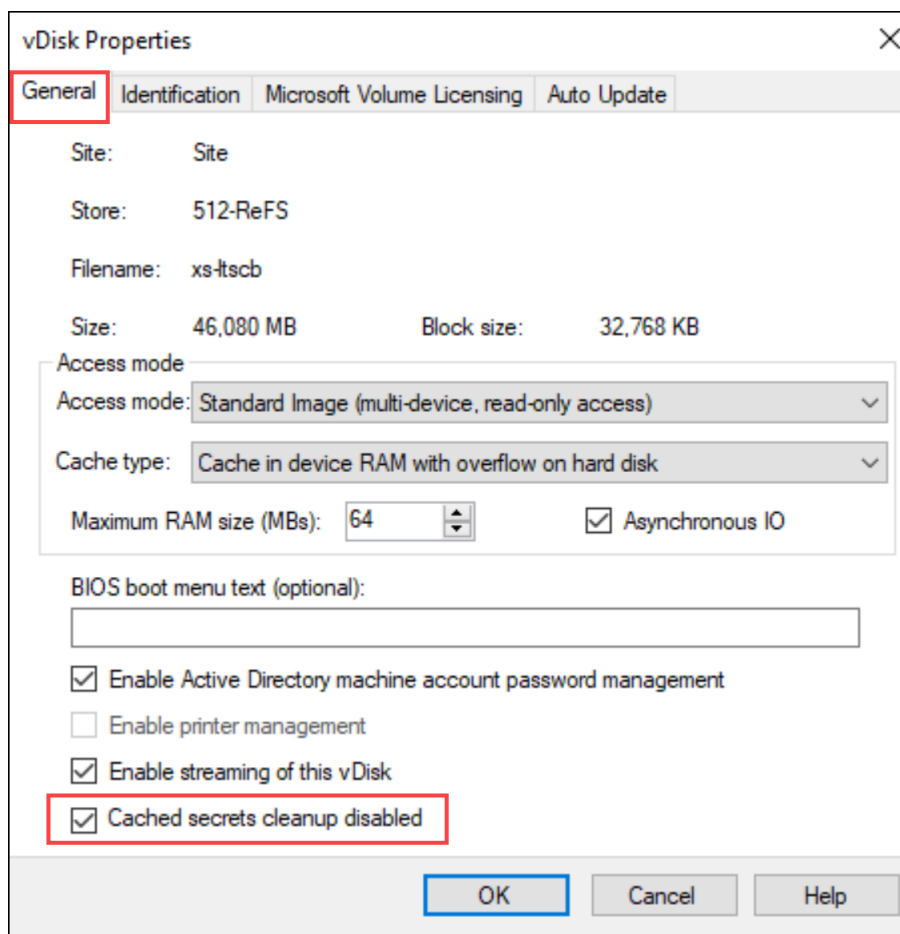 vDisk Properties
General Identification Microsoft Volume Licensing Auto Update
Site: Site
Store: 512-ReFS
Filename: xs-ltscb
Size: 46,080 MB Block size: 32,768 KB
Access mode
Access mode: Standard Image (multi-device, read-only access)
Cache type: Cache in device RAM with overflow on hard disk
Maximum RAM size (MBs): 64 Asynchronous IO
BIOS boot menu text (optional):
Enable Active Directory machine account password management
Enable printer management
Enable streaming of this vDisk
Cached secrets cleanup disabled
OK Cancel Help